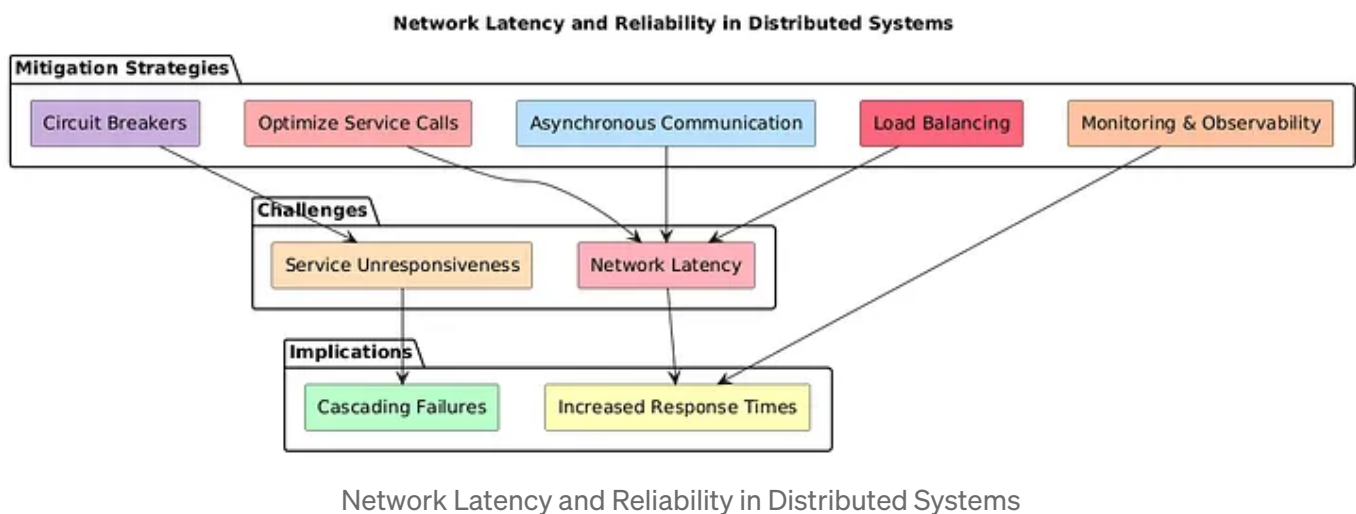 Network Latency and Reliability in Distributed Systems
Mitigation Strategies
Circuit Breakers
Optimize Service Calls
Asynchronous Communication
Load Balancing
Monitoring & Observability
Challenges
Service Unresponsiveness
Network Latency
Implications
Cascading Failures
Increased Response Times
Network Latency and Reliability in Distributed Systems